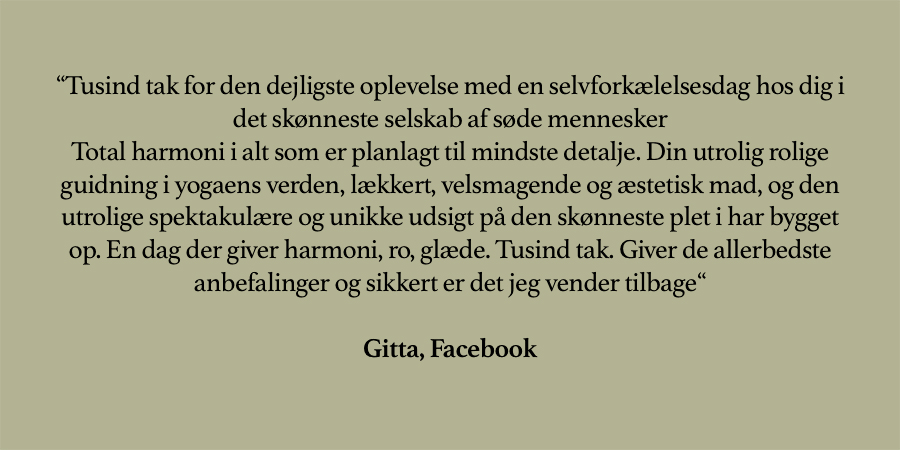 “Tusind tak for den dejligste oplevelse med en selvforkælelsesdag hos dig i
det skønneste selskab af søde mennesker
Total harmoni i alt som er planlagt til mindste detalje. Din utrolig rolige
guidning i yogaens verden, lækkert, velsmagende og æstetisk mad, og den
utrolige spektakulære og unikke udsigt på den skønneste plet i har bygget
op. En dag der giver harmoni, ro, glæde. Tusind tak. Giver de allerbedste
anbefalinger og sikkert er det jeg vender tilbage“
Gitta, Facebook